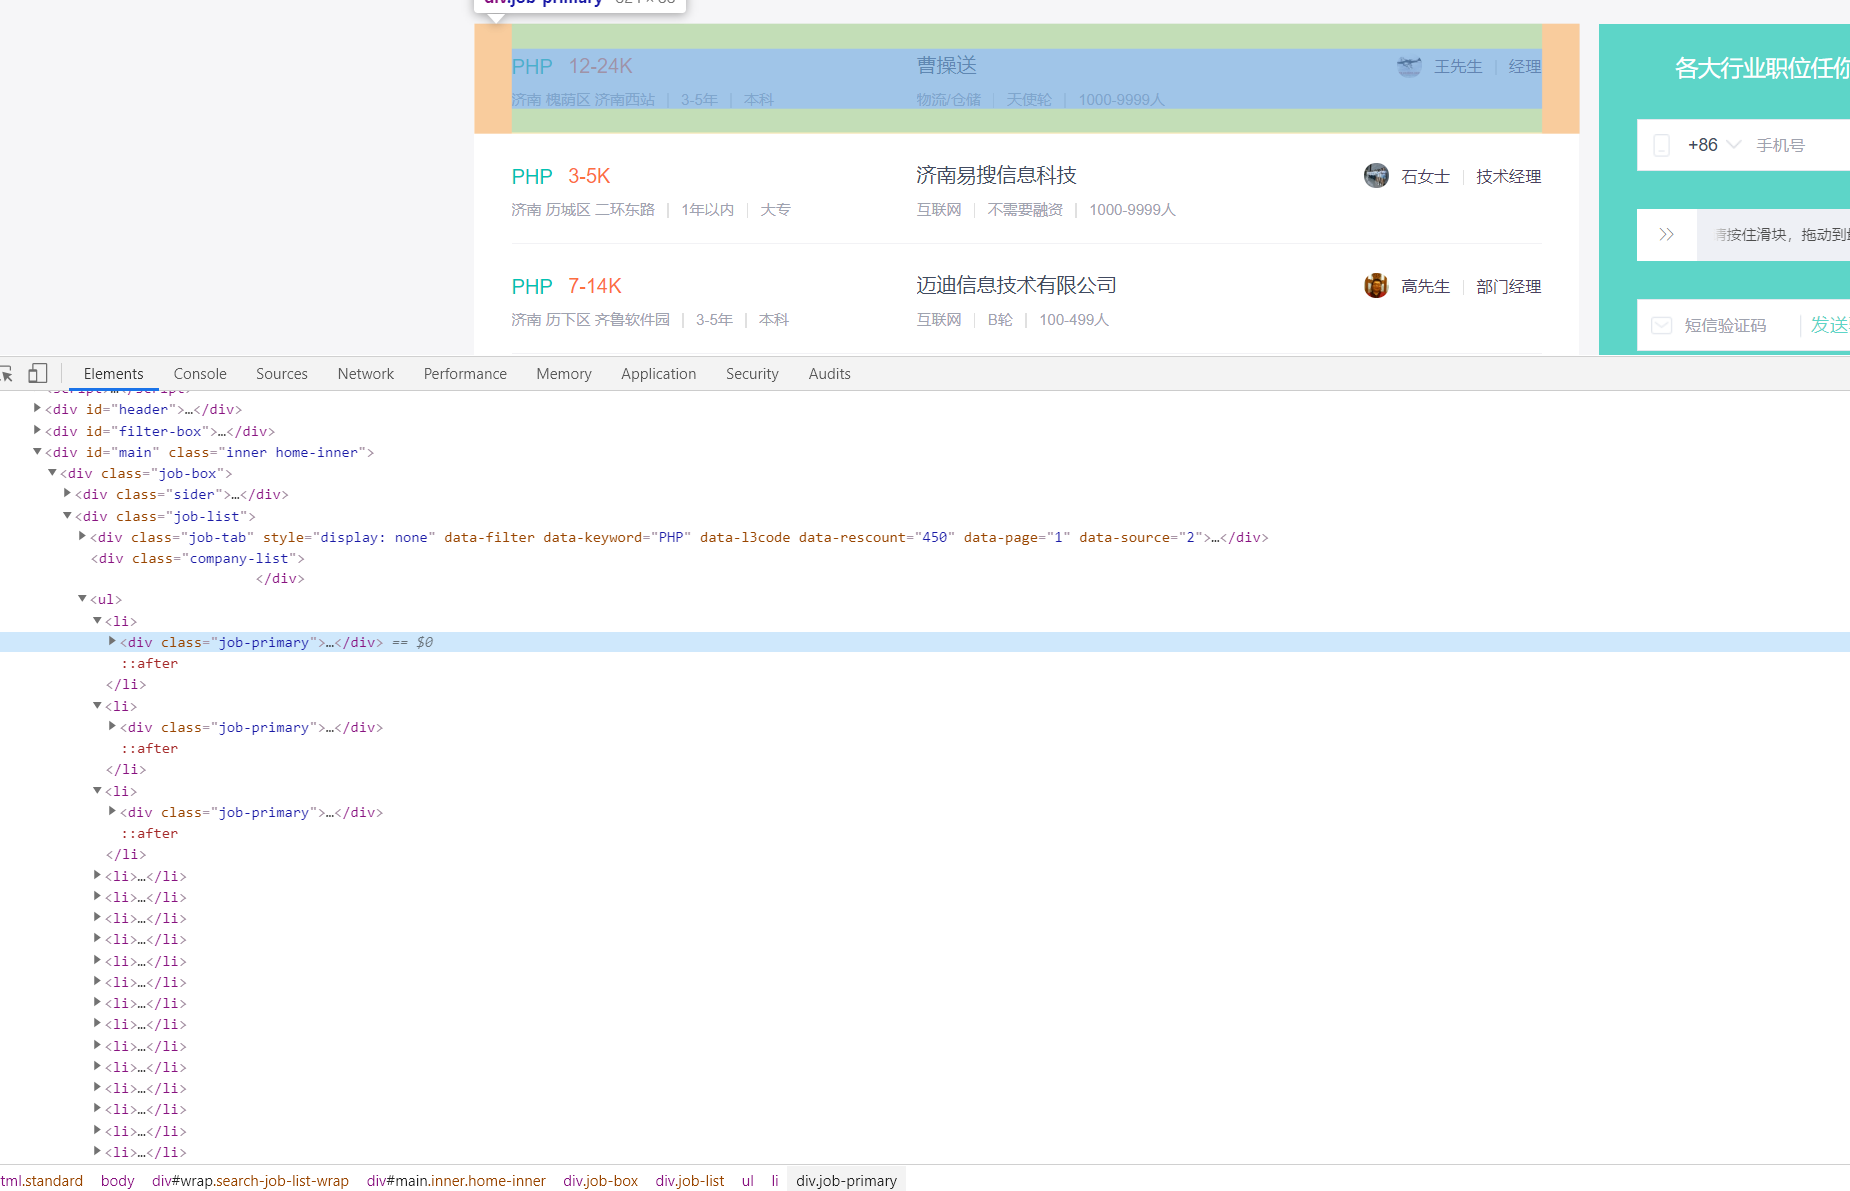 div.job-primary
PHP 12-24K 曹操送 王先生 | 经理
济南 槐荫区 济南西站 | 3-5年 | 本科 物流/仓储 | 天使轮 | 1000-9999人
PHP 3-5K 济南易搜信息科技 石女士 | 技术经理
济南 历城区 二环东路 | 1年以内 | 大专 互联网 | 不需要融资 | 1000-9999人
PHP 7-14K 迈迪信息技术有限公司 高先生 | 部门经理
济南 历下区 齐鲁软件园 | 3-5年 | 本科 互联网 | B轮 | 100-499人
各大行业职位任你
+86 手机号
请按住滑块，拖动到
短信验证码 发送
Elements Console Sources Network Performance Memory Application Security Audits
<script>…</script>
<div id="header">…</div>
<div id="filter-box">…</div>
<div id="main" class="inner home-inner">
<div class="job-box">
<div class="sider">…</div>
<div class="job-list">
<div class="job-tab" style="display: none" data-filter data-keyword="PHP" data-l3code data-rescount="450" data-page="1" data-source="2">…</div>
<div class="company-list">
</div>
<ul>
<li>
<div class="job-primary">…</div> == $0
::after
</li>
<li>
<div class="job-primary">…</div>
::after
</li>
<li>
<div class="job-primary">…</div>
::after
</li>
<li>…</li>
<li>…</li>
<li>…</li>
<li>…</li>
<li>…</li>
<li>…</li>
<li>…</li>
<li>…</li>
<li>…</li>
<li>…</li>
<li>…</li>
<li>…</li>
<li>…</li>
<li>…</li>
tml.standard body div#wrap.search-job-list-wrap div#main.inner.home-inner div.job-box div.job-list ul li div.job-primary